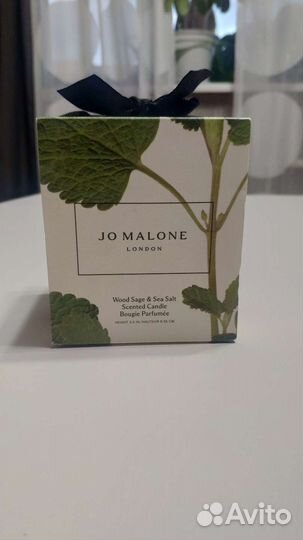 JO MALONE
LONDON
Wood Sage & Sea Salt
Scented Candle
Bougie Parfumée
Avito